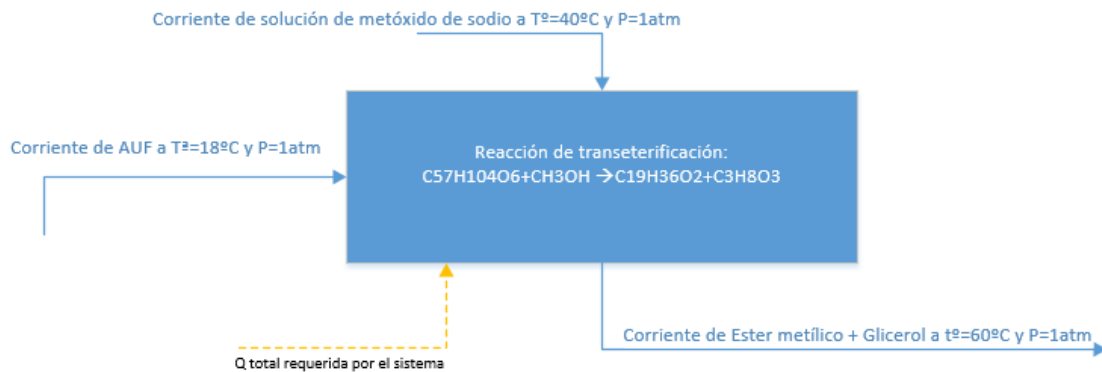 Corriente de solución de metóxido de sodio a Tº=40ºC y P=1atm
Corriente de AUF a Tª=18ºC y P=1atm
Reacción de transeterificación:
C57H104O6+CH3OH →C19H36O2+C3H8O3
Corriente de Ester metílico + Glicerol a tº=60ºC y P=1atm
Q total requerida por el sistema